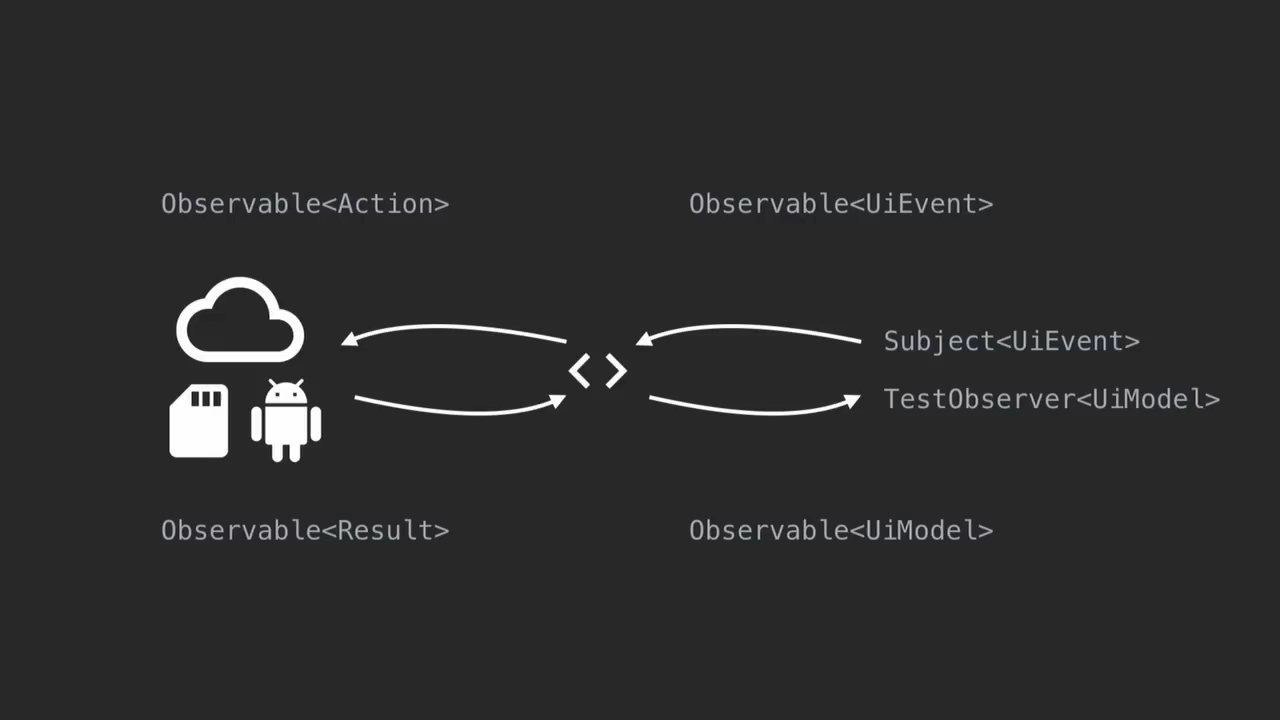 Observable<Action>
Observable<UiEvent>
Subject<UiEvent>
TestObserver<UiModel>
Observable<Result>
Observable<UiModel>